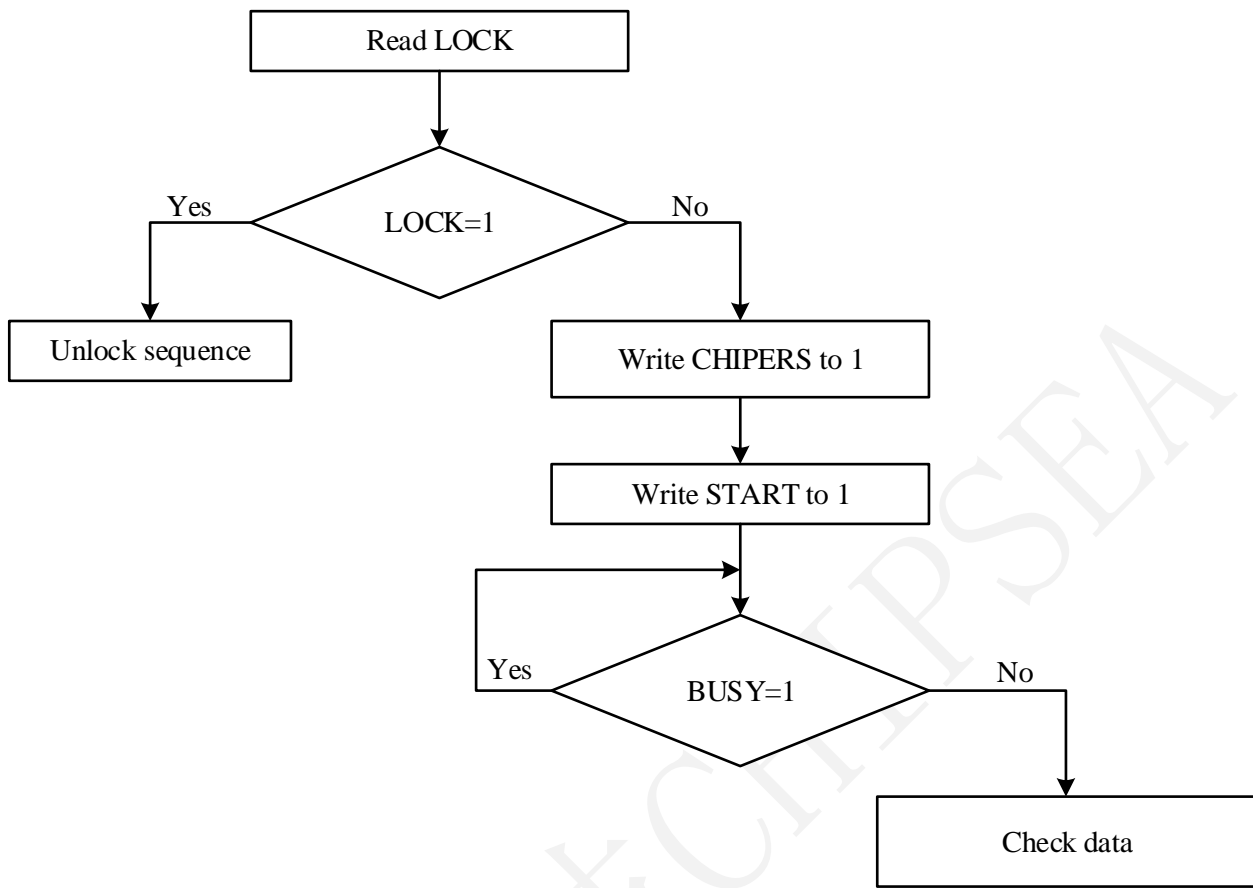 Read LOCK
LOCK=1
Yes
No
Unlock sequence
Write CHIPERS to 1
Write START to 1
BUSY=1
Yes
No
Check data
CHIPSEA